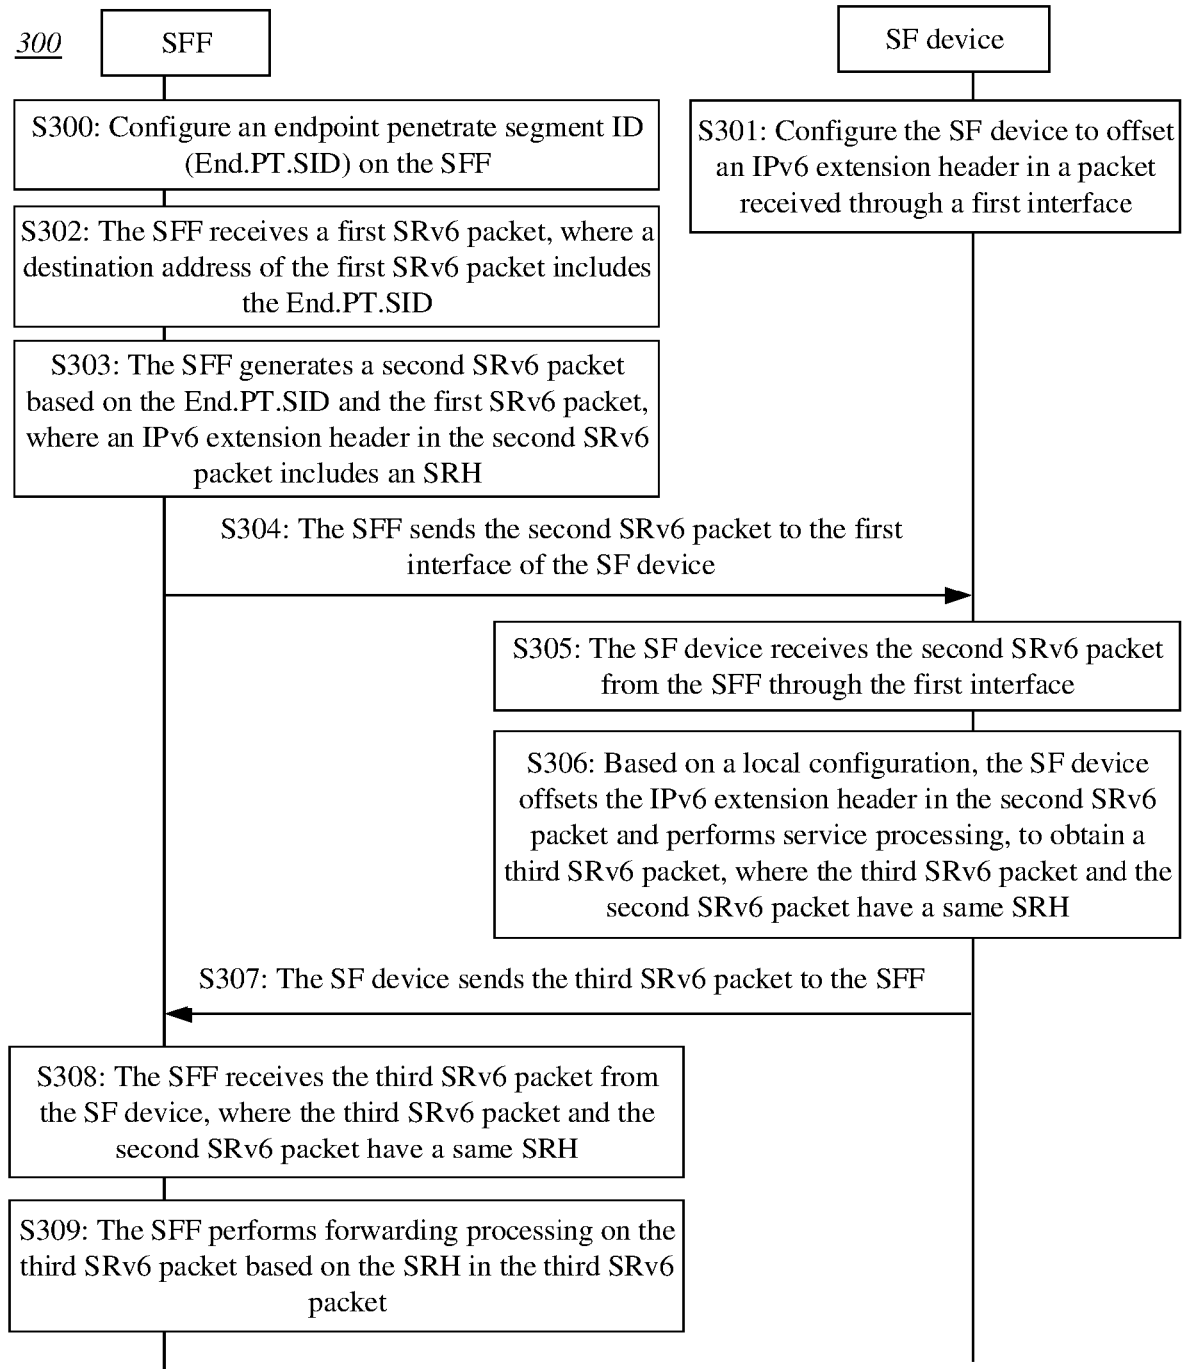 300
SFF
SF device
S300: Configure an endpoint penetrate segment ID
(End.PT.SID) on the SFF
S301: Configure the SF device to offset
an IPv6 extension header in a packet
received through a first interface
S302: The SFF receives a first SRv6 packet, where a
destination address of the first SRv6 packet includes
the End.PT.SID
S303: The SFF generates a second SRv6 packet
based on the End.PT.SID and the first SRv6 packet,
where an IPv6 extension header in the second SRv6
packet includes an SRH
S304: The SFF sends the second SRv6 packet to the first
interface of the SF device
S305: The SF device receives the second SRv6 packet
from the SFF through the first interface
S306: Based on a local configuration, the SF device
offsets the IPv6 extension header in the second SRv6
packet and performs service processing, to obtain a
third SRv6 packet, where the third SRv6 packet and the
second SRv6 packet have a same SRH
S307: The SF device sends the third SRv6 packet to the SFF
S308: The SFF receives the third SRv6 packet from
the SF device, where the third SRv6 packet and the
second SRv6 packet have a same SRH
S309: The SFF performs forwarding processing on the
third SRv6 packet based on the SRH in the third SRv6
packet